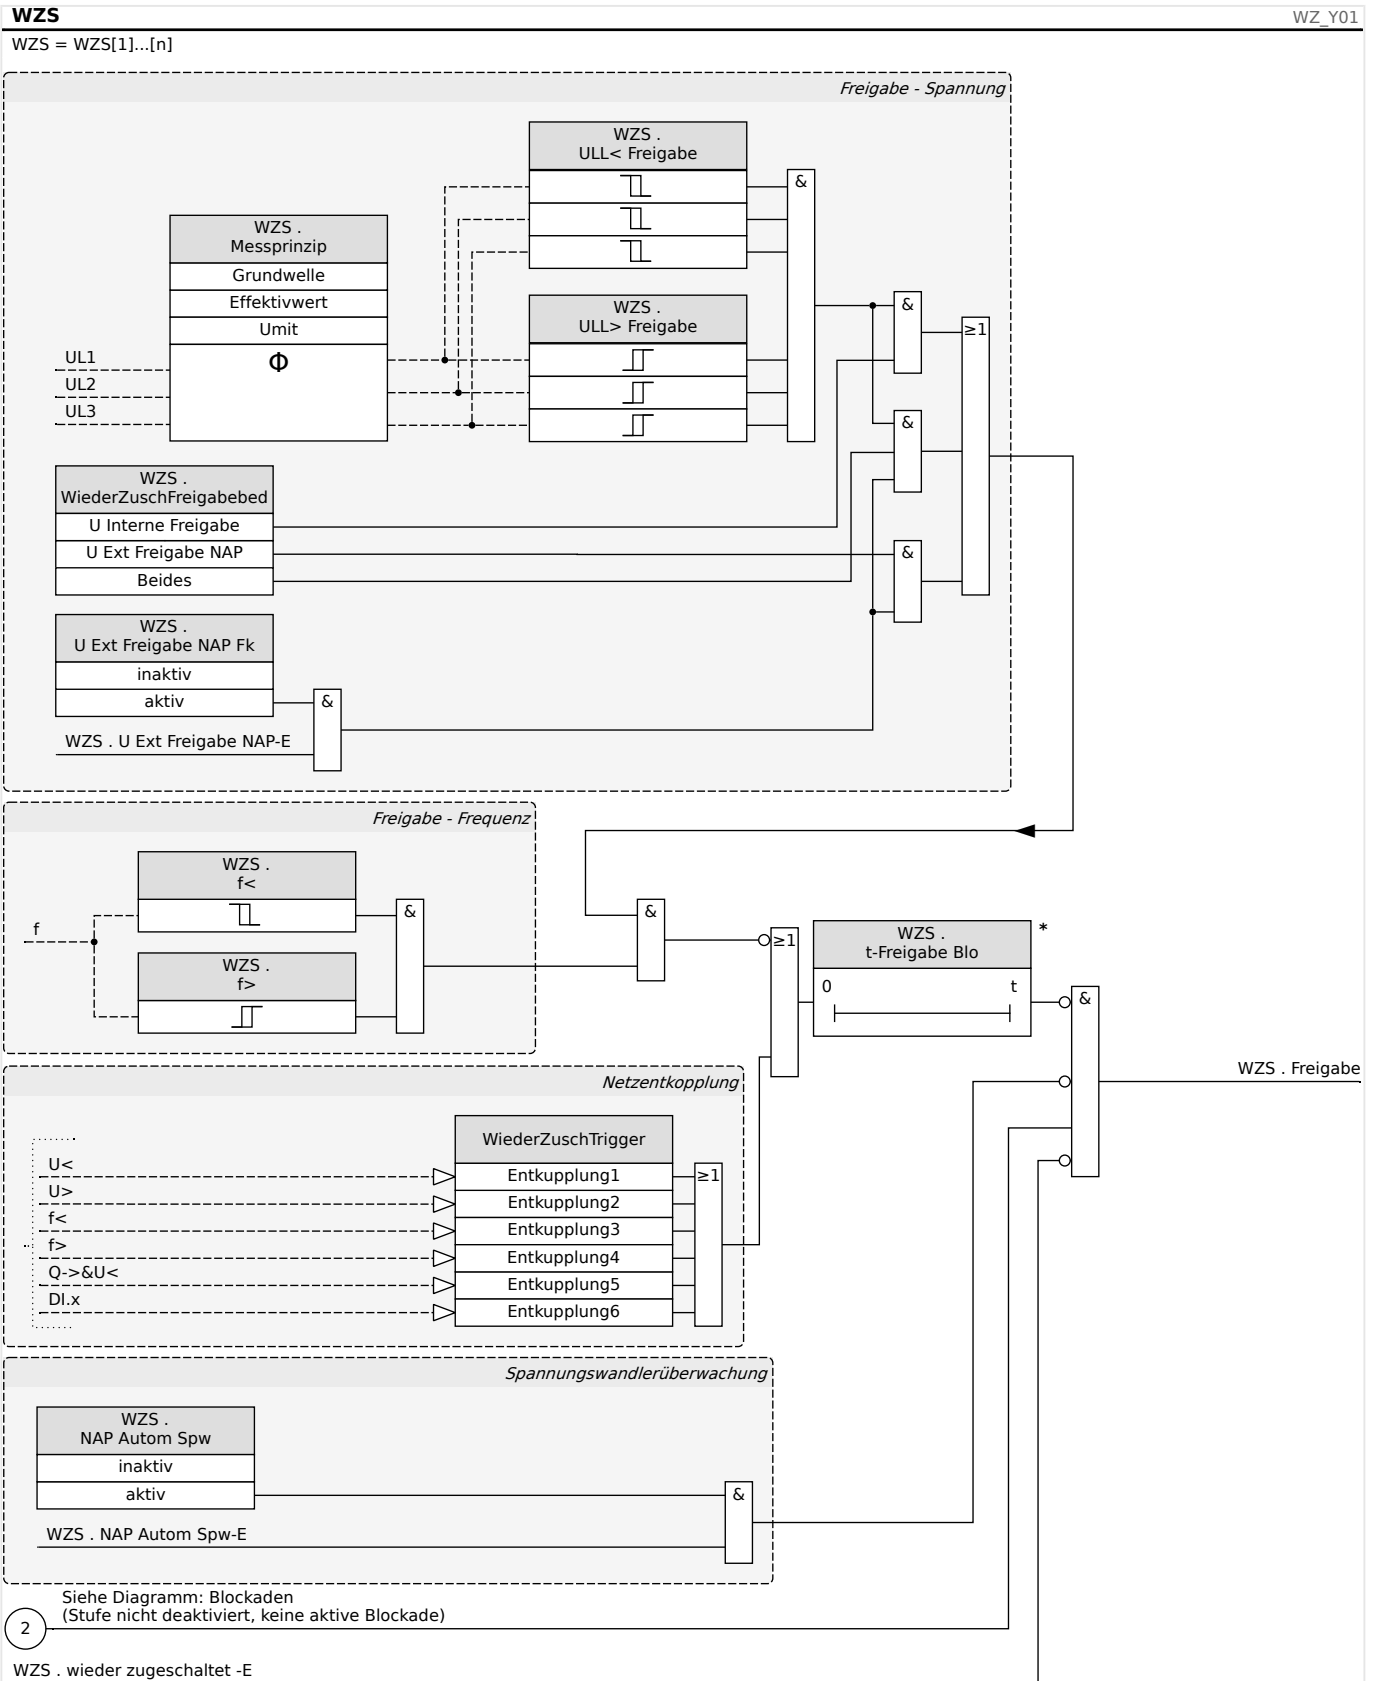 WZS
WZ_Y01
WZS = WZS[1]...[n]
Freigabe - Spannung
WZS .
ULL< Freigabe
&
WZS .
Messprinzip
Grundwelle
Effektivwert
Umit
Φ
UL1
UL2
UL3
WZS .
ULL> Freigabe
&
≥1
&
&
WZS .
WiederZuschFreigabebed
U Interne Freigabe
U Ext Freigabe NAP
Beides
WZS .
U Ext Freigabe NAP Fk
inaktiv
aktiv
&
WZS . U Ext Freigabe NAP-E
Freigabe - Frequenz
WZS .
f<
f
WZS .
f>
&
&
≥1
WZS .
t-Freigabe Blo
*
0
t
&
WZS . Freigabe
Netzentkopplung
WiederZuschTrigger
U<
Entkupplung1
≥1
U>
Entkupplung2
f<
Entkupplung3
f>
Entkupplung4
Q->&U<
Entkupplung5
DI.x
Entkupplung6
Spannungswandlerüberwachung
WZS .
NAP Autom Spw
inaktiv
aktiv
&
WZS . NAP Autom Spw-E
Siehe Diagramm: Blockaden
(Stufe nicht deaktiviert, keine aktive Blockade)
2
WZS . wieder zugeschaltet -E